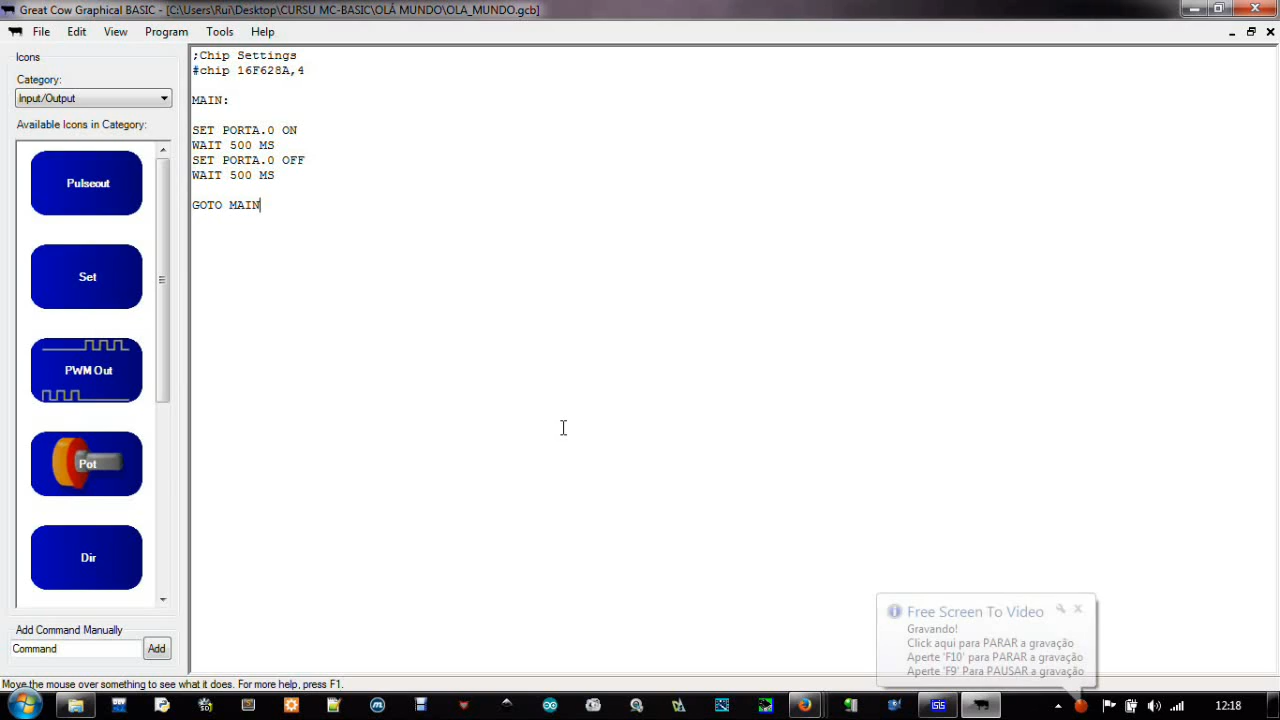 Great Cow Graphical BASIC - [C:\Users\Rui\Desktop\CURSU MC-BASIC\OLÁ MUNDO\OLA_MUNDO.gcb]
File Edit View Program Tools Help
Icons
Category:
Input/Output
Available Icons in Category:
Pulseout
Set
PWM Out
Pot
Dir
Add Command Manually
Command
Add
;Chip Settings
#chip 16F628A,4
MAIN:
SET PORTA.0 ON
WAIT 500 MS
SET PORTA.0 OFF
WAIT 500 MS
GOTO MAIN
Free Screen To Video
Gravando!
Click aqui para PARAR a gravação
Aperte 'F10' para PARAR a gravação
Aperte 'F9' Para PAUSAR a gravação
Move the mouse over something to see what it does. For more help, press F1.
12:18